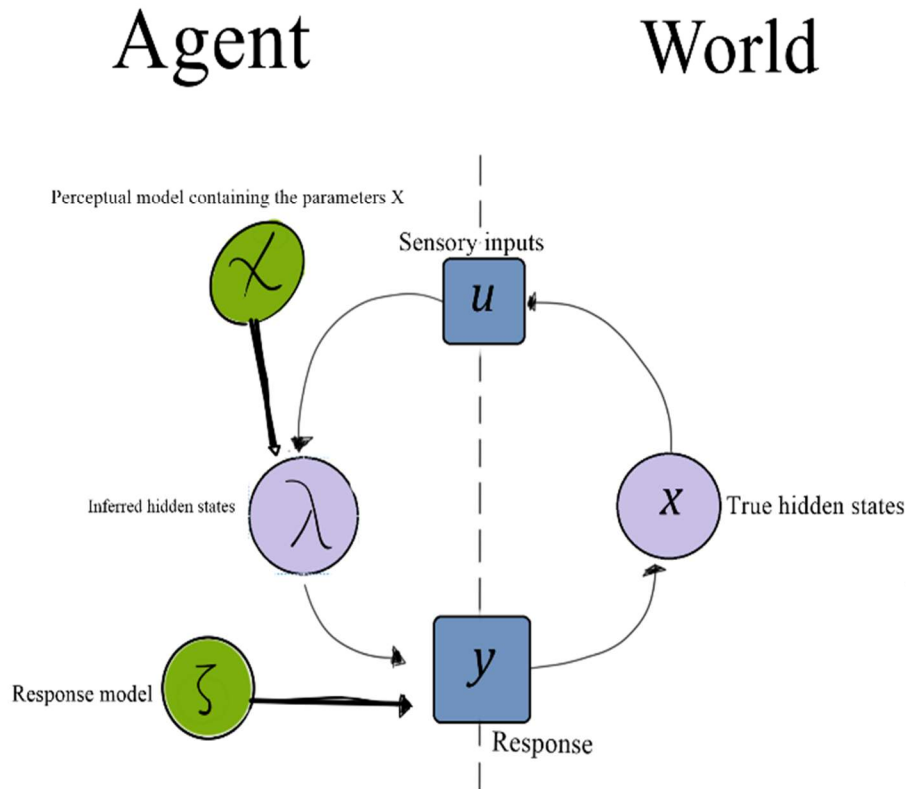 Agent
World
Perceptual model containing the parameters X
χ
Sensory inputs
u
Inferred hidden states
λ
x
True hidden states
Response model
ζ
y
Response